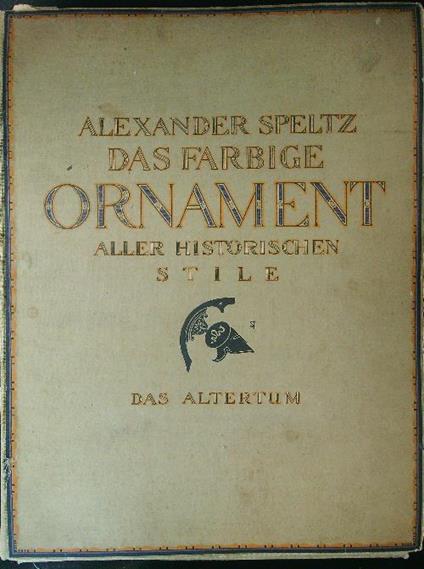 ALEXANDER SPELTZ
DAS FARBIGE
ORNAMENT
ALLER HISTORISCHEN
STILE
DAS ALTERTUM